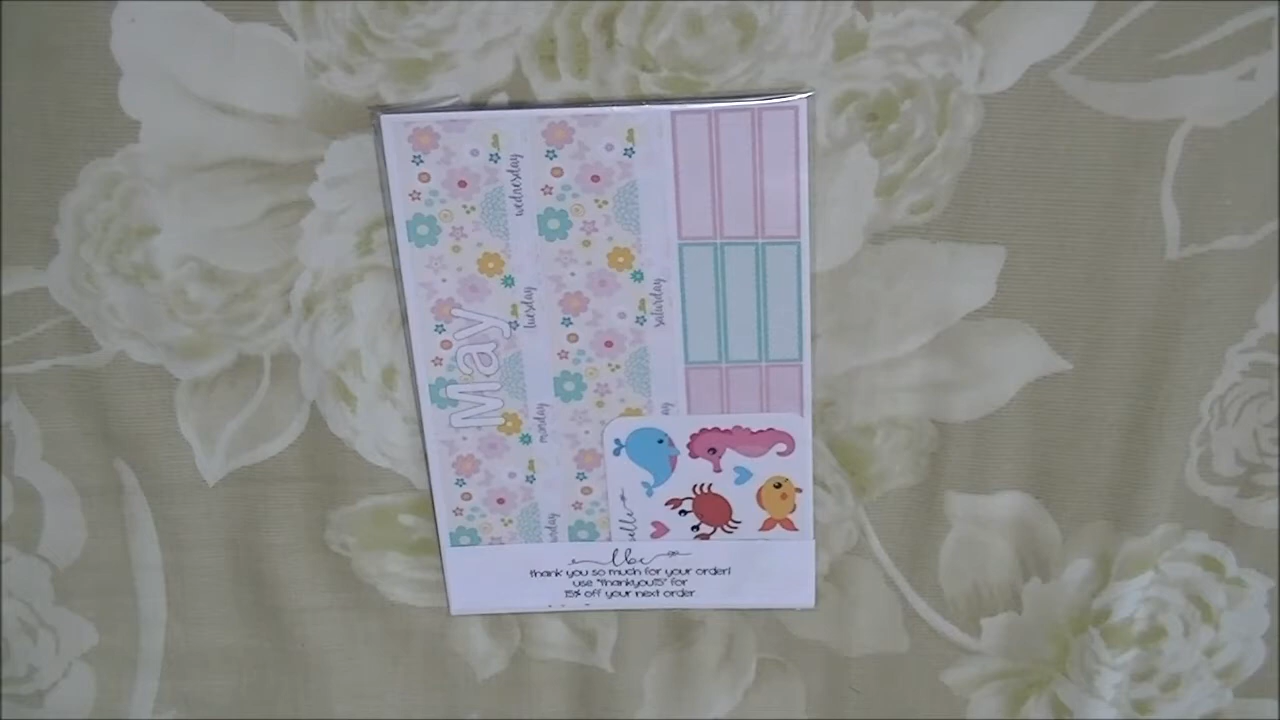 wednesday
tuesday
monday
saturday
May
lbc
thank you so much for your order!
use "thankyou15" for
15% off your next order